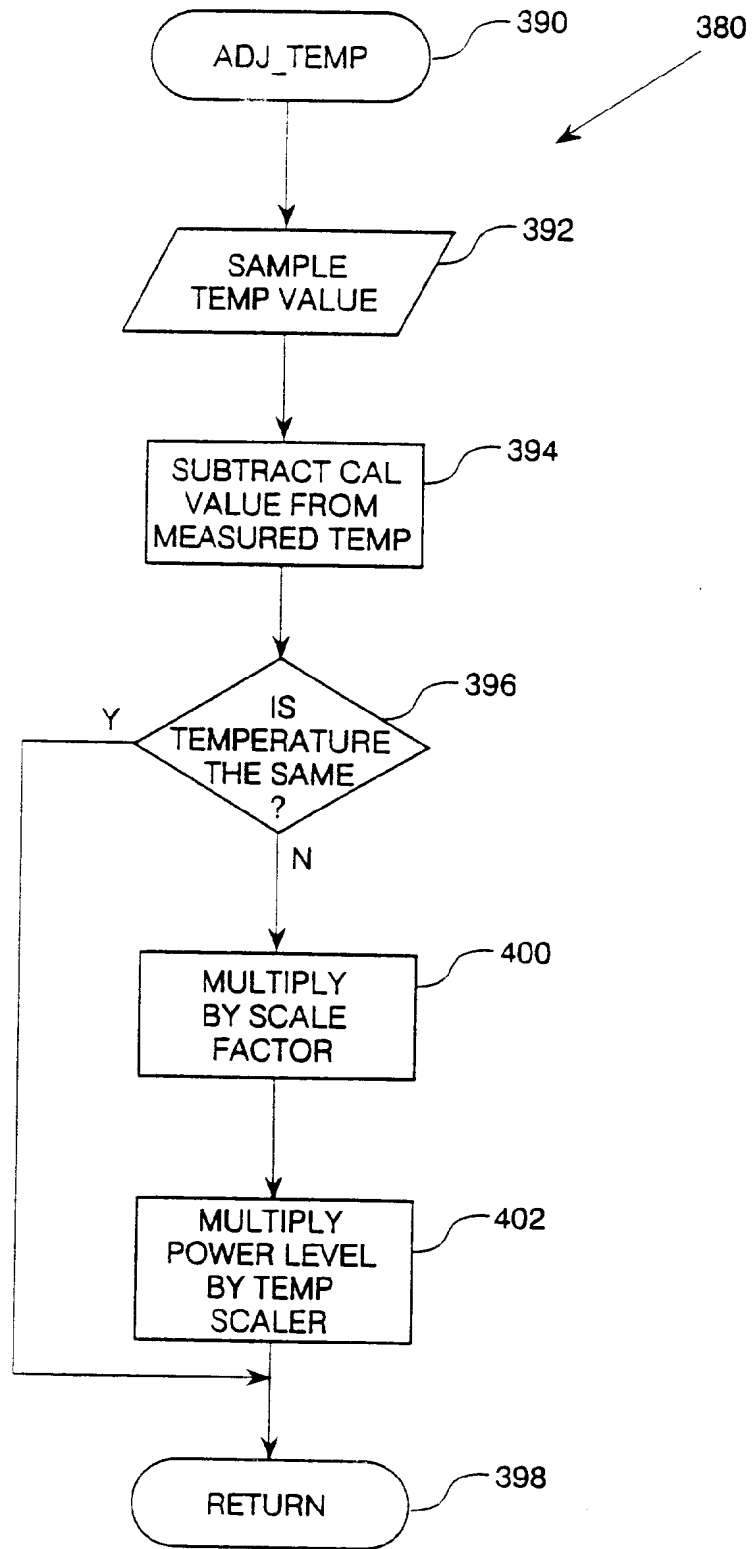 ADJ_TEMP
390
380
SAMPLE
TEMP VALUE
392
SUBTRACT CAL
VALUE FROM
MEASURED TEMP
394
IS
TEMPERATURE
THE SAME
?
396
Y
N
MULTIPLY
BY SCALE
FACTOR
400
MULTIPLY
POWER LEVEL
BY TEMP
SCALER
402
RETURN
398